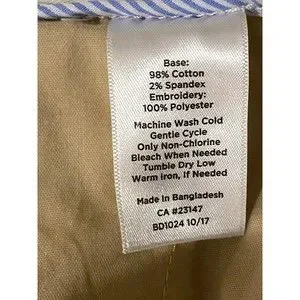 Base:
98% Cotton
2% Spandex
Embroidery:
100% Polyester
Machine Wash Cold
Gentle Cycle
Only Non-Chlorine
Bleach When Needed
Tumble Dry Low
Warm iron, If Needed
Made in Bangladesh
CA #23147
BD1024 10/17